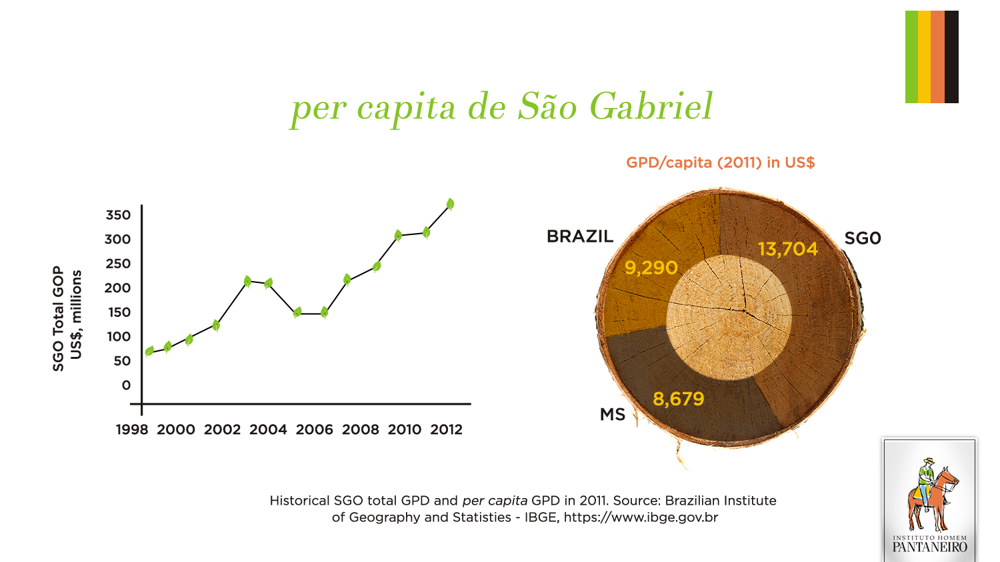 per capita de São Gabriel
GPD/capita (2011) in US$
SGO Total GOP
US$, millions
350
300
250
200
150
100
50
0
1998 2000 2002 2004 2006 2008 2010 2012
BRAZIL
9,290
13,704
SGO
MS
8,679
Historical SGO total GPD and per capita GPD in 2011. Source: Brazilian Institute
of Geography and Statisties - IBGE, https://www.ibge.gov.br
INSTITUTO HOMEM
PANTANEIRO